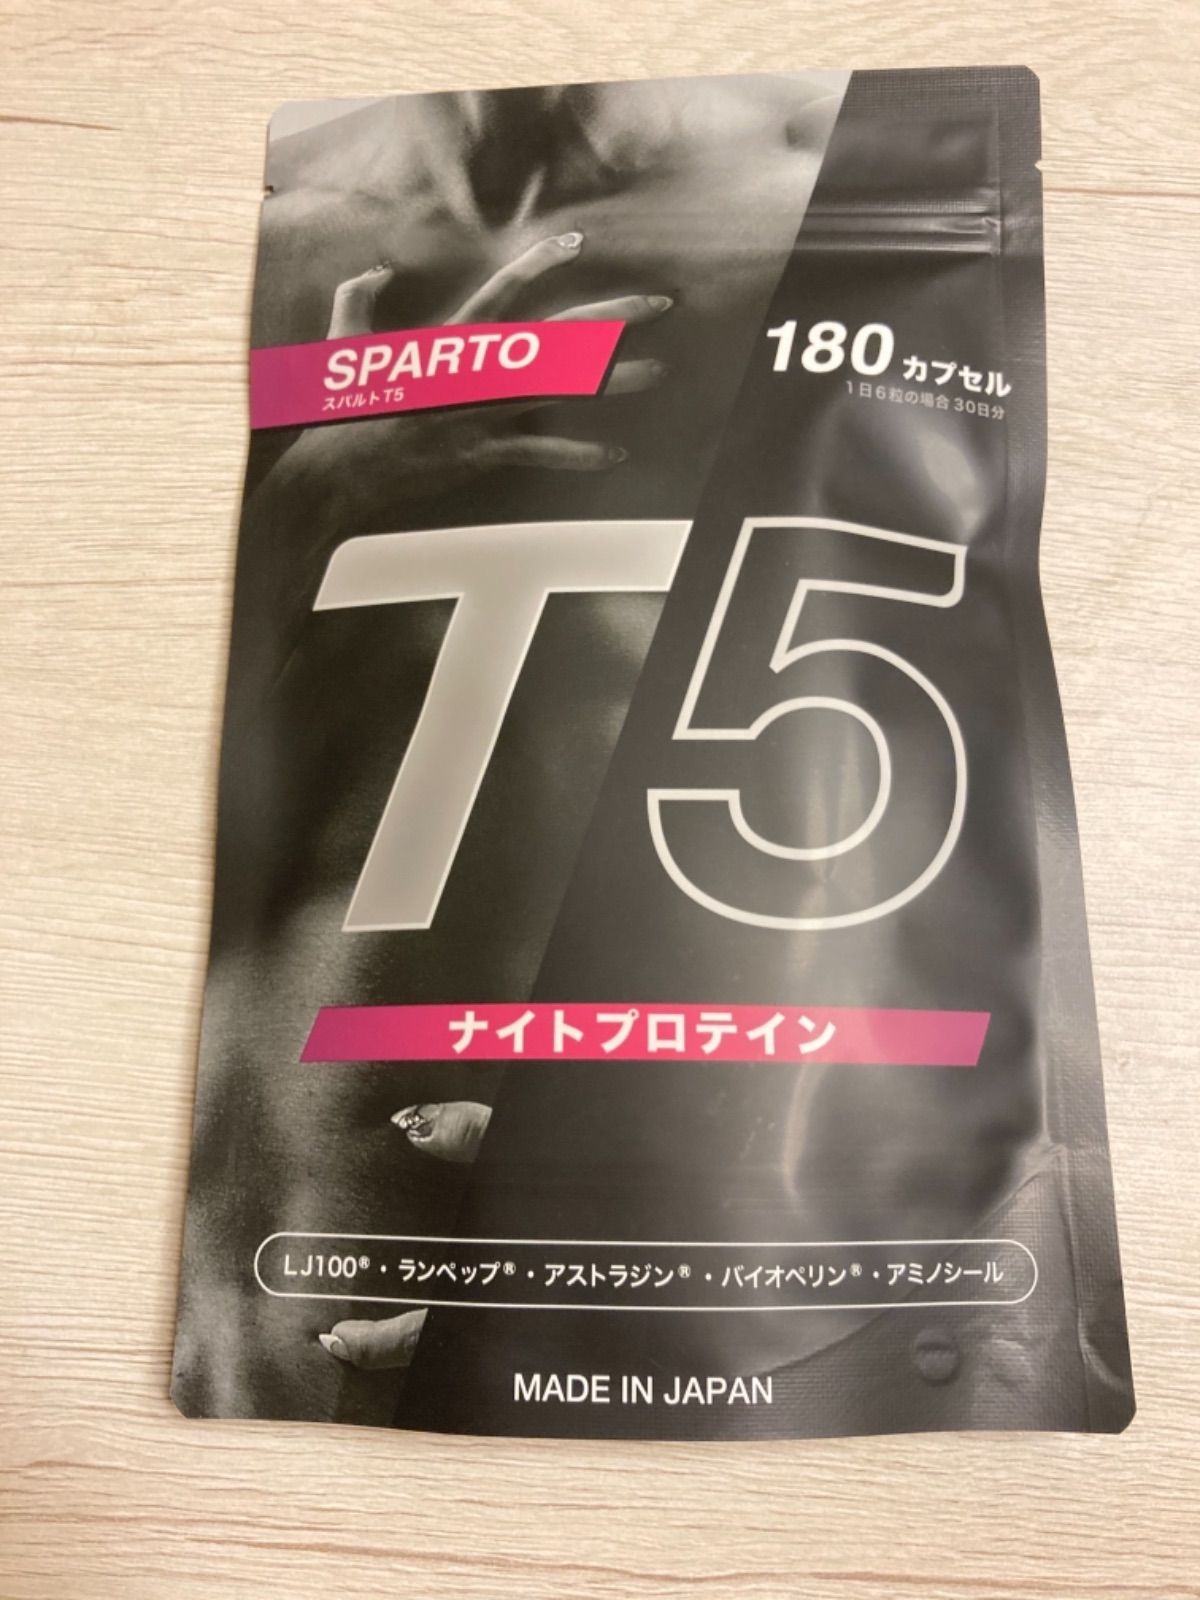 SPARTO
スパルトT5
180 カプセル
1日6粒の場合 30日分
T5
ナイトプロテイン
LJ100®・ランペップ®・アストラジン®・バイオペリン®・アミノシール
MADE IN JAPAN